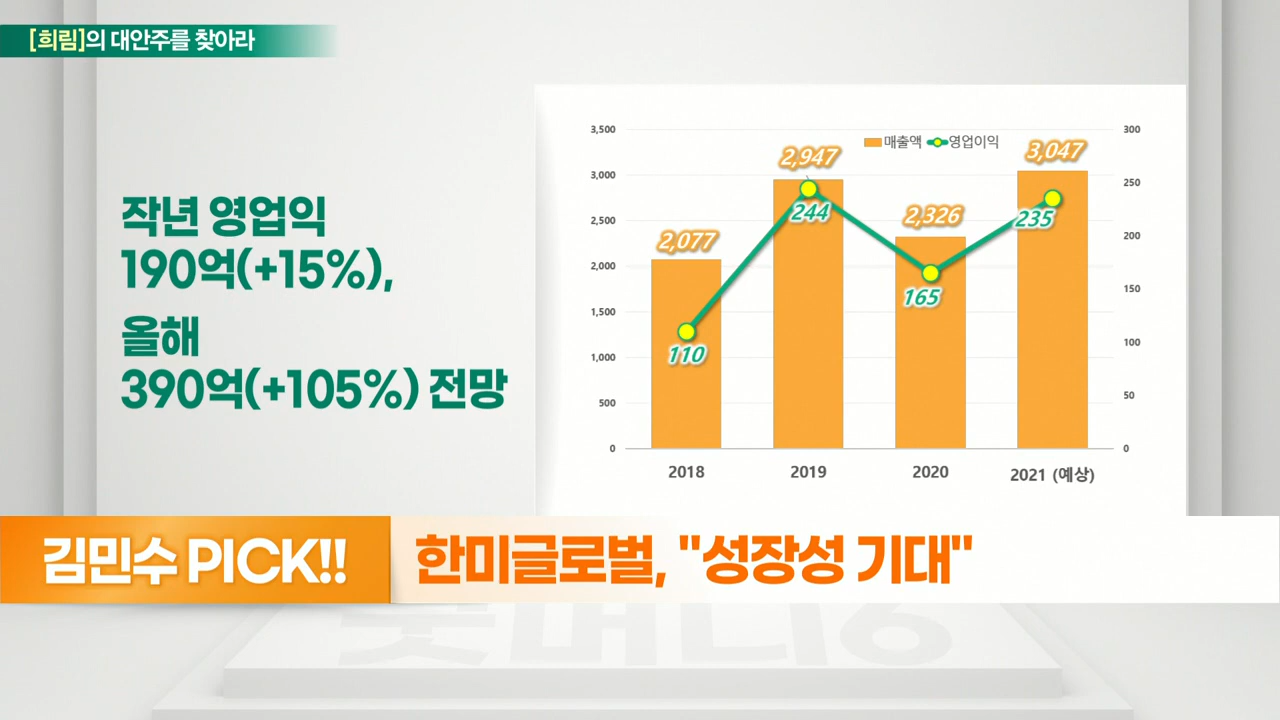 [희림]의 대안주를 찾아라
작년 영업익
190억(+15%),
올해
390억(+105%) 전망
매출액 영업이익
3,500
3,000
2,500
2,000
1,500
1,000
500
0
300
250
200
150
100
50
0
2,077
2,947
2,326
3,047
110
244
165
235
2018 2019 2020 2021 (예상)
김민수 PICK!!
한미글로벌, "성장성 기대"
굿머니6